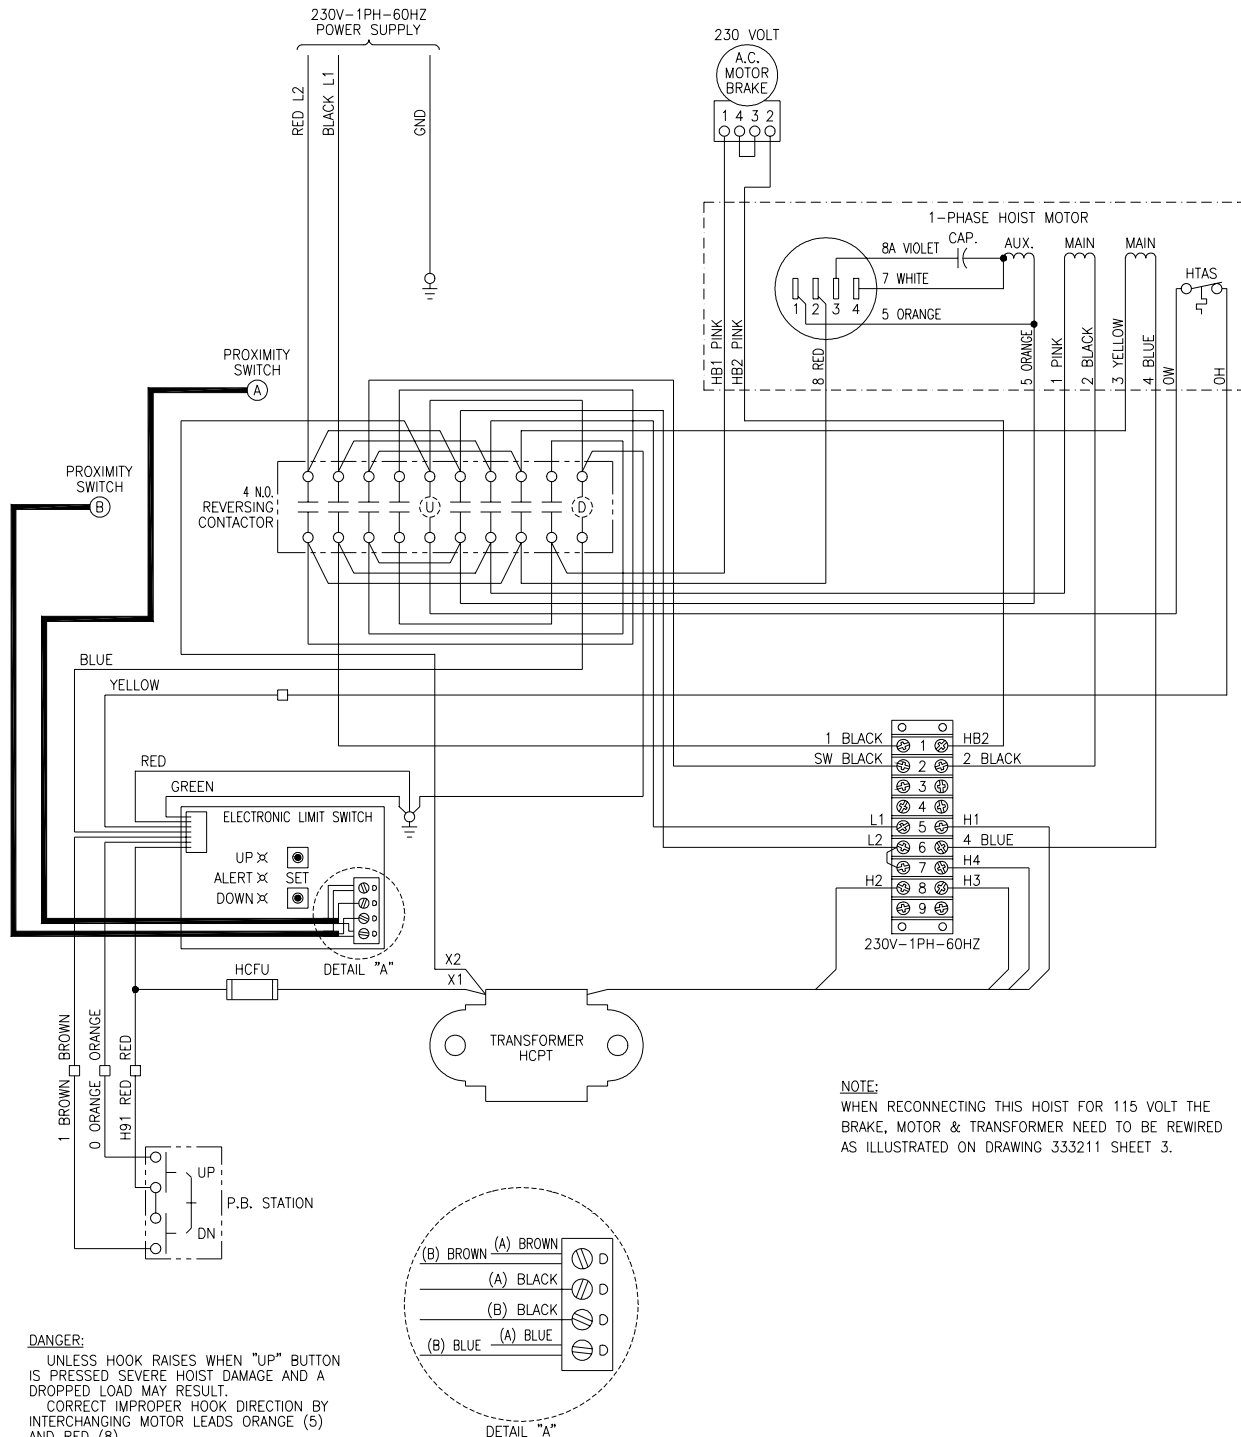 230V-1PH-60HZ
POWER SUPPLY
RED L2
BLACK L1
GND
230 VOLT
A.C.
MOTOR
BRAKE
1 4 3 2
1-PHASE HOIST MOTOR
8A VIOLET
CAP.
AUX.
MAIN
MAIN
HTAS
7 WHITE
1 2 3 4
5 ORANGE
HB1 PINK
HB2 PINK
8 RED
5 ORANGE
1 PINK
2 BLACK
3 YELLOW
4 BLUE
OW
OH
PROXIMITY
SWITCH
A
PROXIMITY
SWITCH
B
4 N.O.
REVERSING
CONTACTOR
U
D
BLUE
YELLOW
RED
GREEN
ELECTRONIC LIMIT SWITCH
UP
ALERT
SET
DOWN
DETAIL "A"
1 BLACK 1 HB2
SW BLACK 2 2 BLACK
3
4
L1 5 H1
L2 6 4 BLUE
7 H4
H2 8 H3
9
230V-1PH-60HZ
HCFU
X2
X1
TRANSFORMER
HCPT
BROWN
ORANGE
RED
1 BROWN
0 ORANGE
H91 RED
UP
P.B. STATION
DN
NOTE:
WHEN RECONNECTING THIS HOIST FOR 115 VOLT THE
BRAKE, MOTOR & TRANSFORMER NEED TO BE REWIRED
AS ILLUSTRATED ON DRAWING 333211 SHEET 3.
(A) BROWN
(B) BROWN
(A) BLACK
(B) BLACK
(A) BLUE
(B) BLUE
D
D
D
D
DETAIL "A"
DANGER:
UNLESS HOOK RAISES WHEN "UP" BUTTON
IS PRESSED SEVERE HOIST DAMAGE AND A
DROPPED LOAD MAY RESULT.
CORRECT IMPROPER HOOK DIRECTION BY
INTERCHANGING MOTOR LEADS ORANGE (5)
AND RED (8)